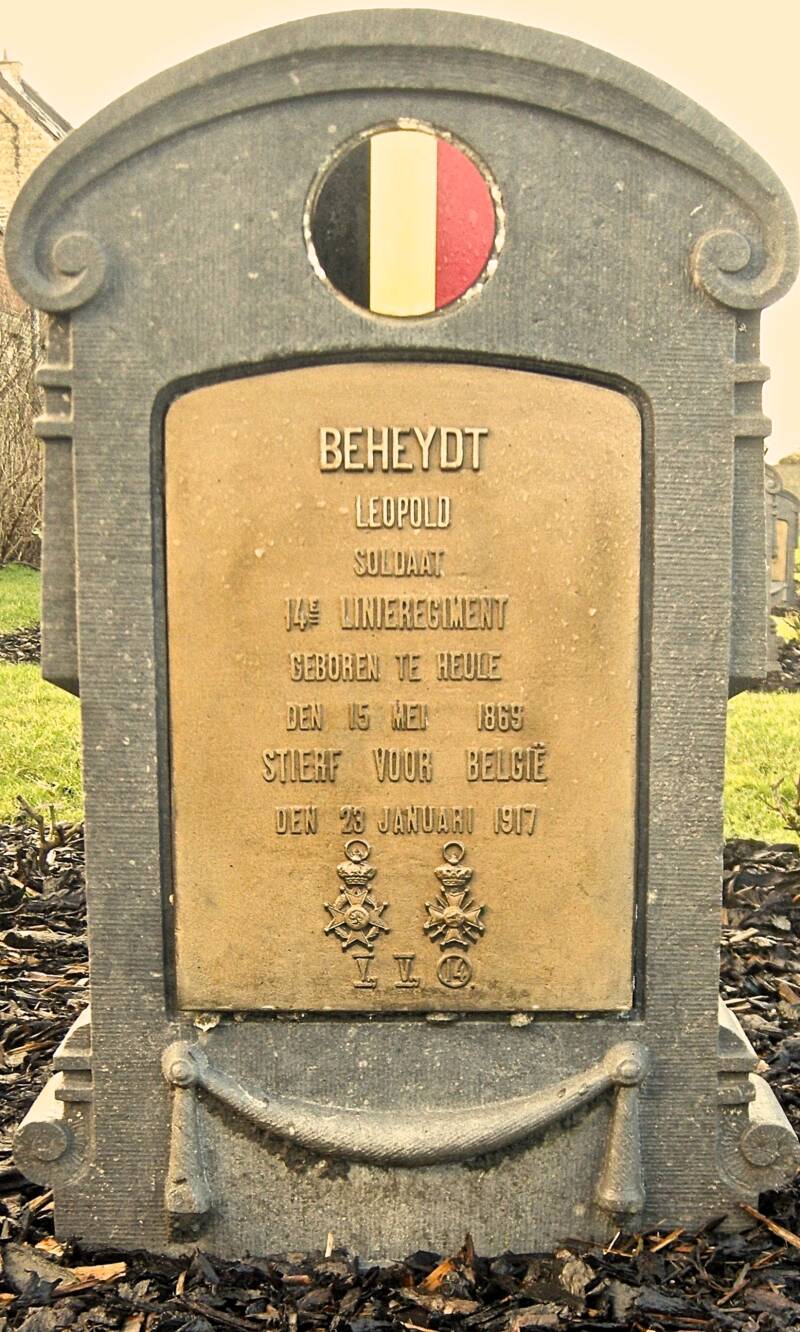 BEHEYDT
LEOPOLD
SOLDAAT
14DE LINIEREGIMENT
GEBOREN TE HEULE
DEN 15 MEI 1869
STIERF VOOR BELGIË
DEN 23 JANUARI 1917
I. V. 14.